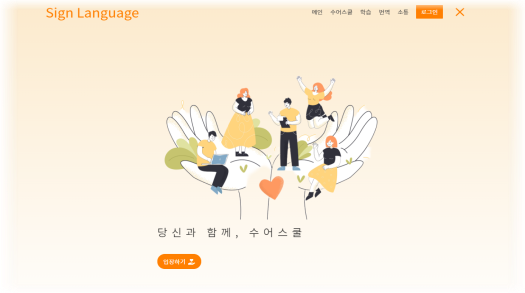 Sign Language
메인 수어스쿨 학습 번역 소통 로그인
당신과 함께, 수어스쿨
입장하기